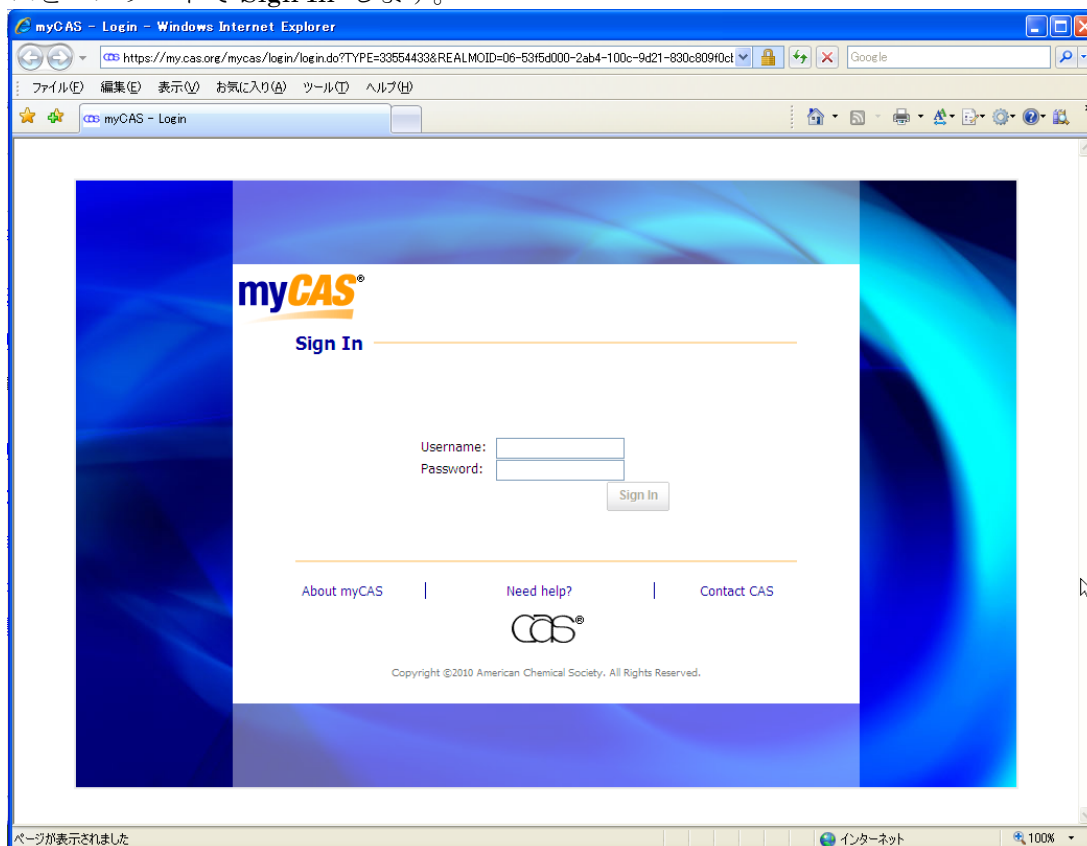 Sign In
myCAS - Login - Windows Internet Explorer
https://my.cas.org/mycas/login/login.do?TYPE=33554433&REALMOID=06-53f5d000-2ab4-100c-9d21-830c809f0cb
Google
ファイル(F) 編集(E) 表示(V) お気に入り(A) ツール(T) ヘルプ(H)
myCAS - Login
myCAS®
Sign In
Username:
Password:
Sign In
About myCAS | Need help? | Contact CAS
CAS®
Copyright ©2010 American Chemical Society. All Rights Reserved.
ページが表示されました インターネット 100%